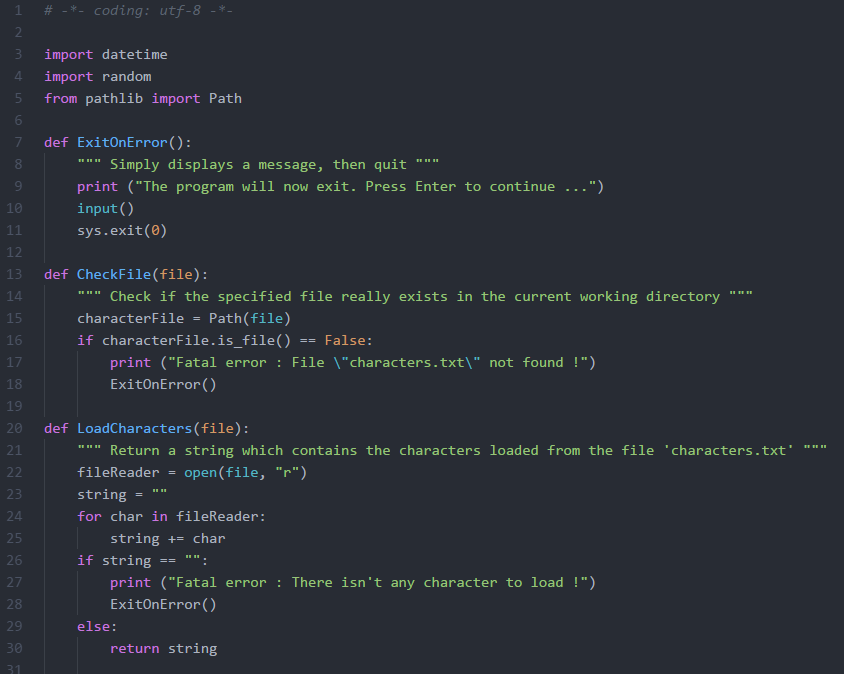 1 # -*- coding: utf-8 -*-
2
3 import datetime
4 import random
5 from pathlib import Path
6
7 def ExitOnError():
8     """ Simply displays a message, then quit """
9     print ("The program will now exit. Press Enter to continue ...")
10     input()
11     sys.exit(0)
12
13 def CheckFile(file):
14     """ Check if the specified file really exists in the current working directory """
15     characterFile = Path(file)
16     if characterFile.is_file() == False:
17         print ("Fatal error : File \"characters.txt\" not found !")
18         ExitOnError()
19
20 def LoadCharacters(file):
21     """ Return a string which contains the characters loaded from the file 'characters.txt' """
22     fileReader = open(file, "r")
23     string = ""
24     for char in fileReader:
25         string += char
26     if string == "":
27         print ("Fatal error : There isn't any character to load !")
28         ExitOnError()
29     else:
30         return string
31